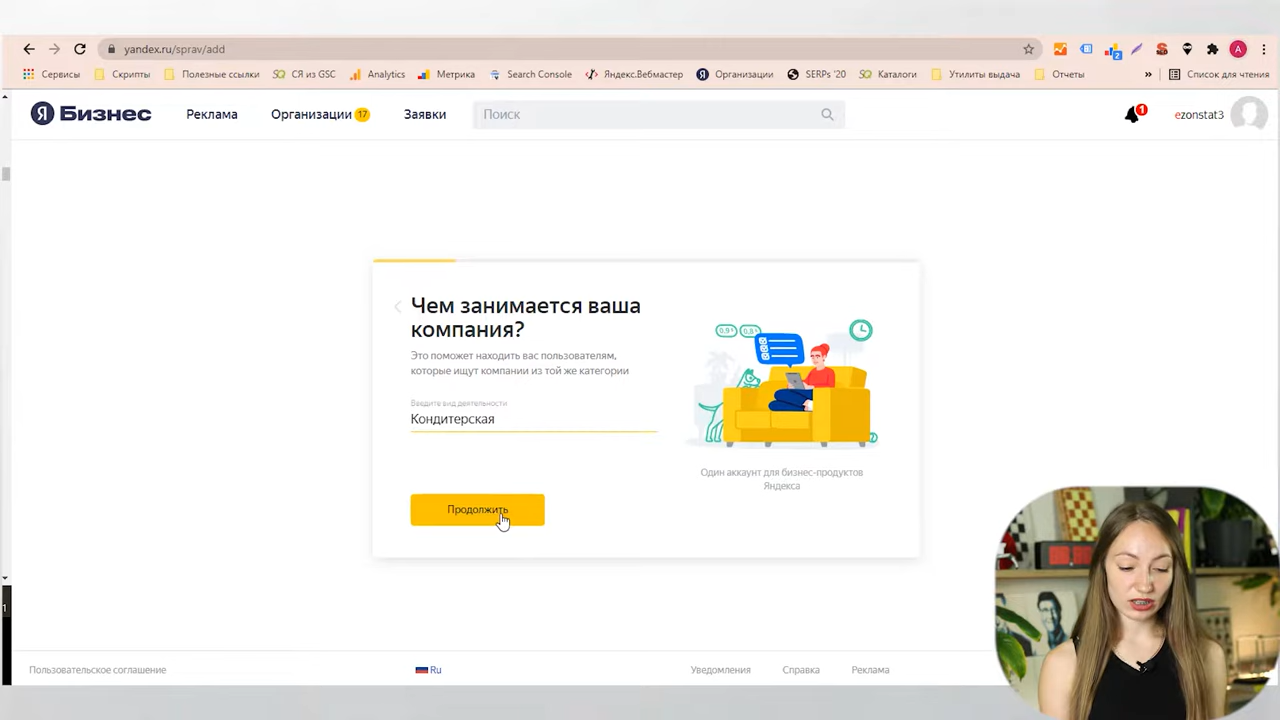 yandex.ru/sprav/add
Сервисы Скрипты Полезные ссылки СЯ из GSC Analytics Метрика Search Console Яндекс.Вебмастер Организации SERPs '20 Каталоги Утилиты выдача Отчеты » Список для чтения
Я Бизнес Реклама Организации 17 Заявки Поиск 1 ezonstat3
Чем занимается ваша
компания?
Это поможет находить вас пользователям,
которые ищут компании из той же категории
Введите вид деятельности
Кондитерская
Продолжить
Один аккаунт для бизнес-продуктов
Яндекса
Пользовательское соглашение Ru Уведомления Справка Реклама